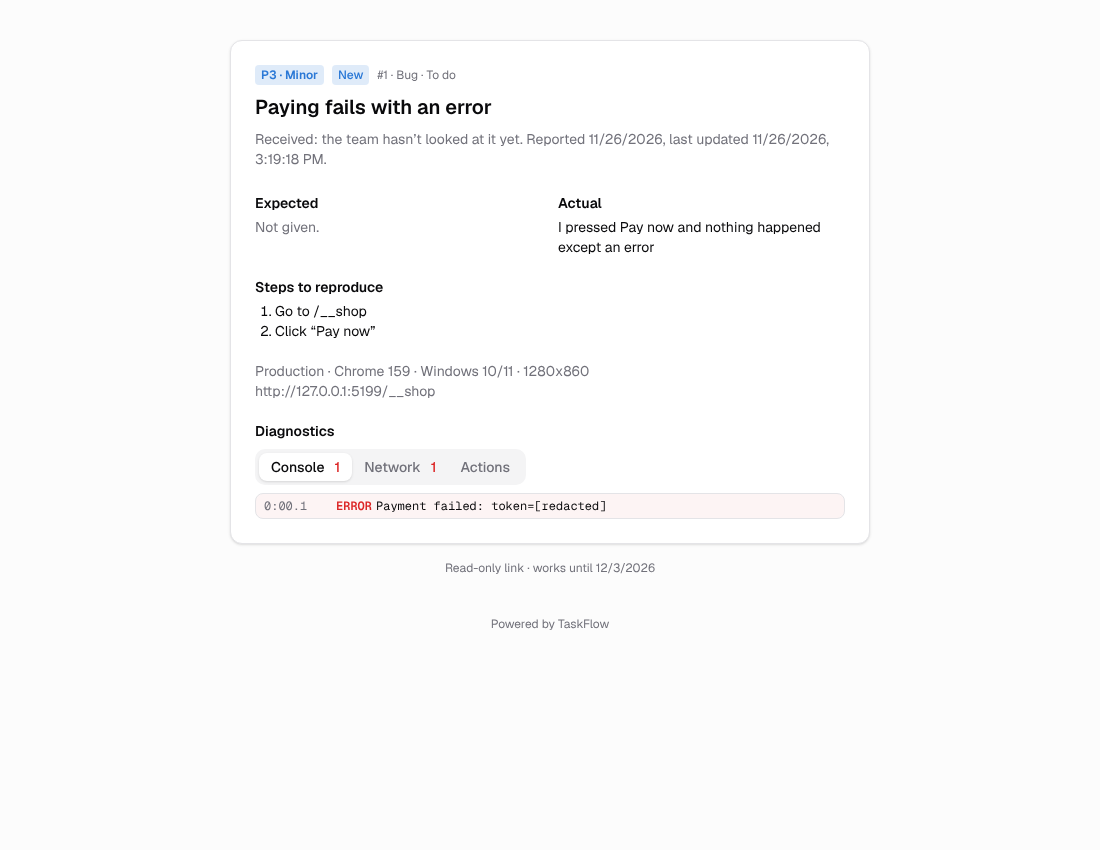 P3 · Minor New #1 · Bug · To do
Paying fails with an error
Received: the team hasn’t looked at it yet. Reported 11/26/2026, last updated 11/26/2026,
3:19:18 PM.
Expected
Not given.
Actual
I pressed Pay now and nothing happened
except an error
Steps to reproduce
1. Go to /__shop
2. Click “Pay now”
Production · Chrome 159 · Windows 10/11 · 1280x860
http://127.0.0.1:5199/__shop
Diagnostics
Console 1 Network 1 Actions
0:00.1 ERROR Payment failed: token=[redacted]
Read-only link · works until 12/3/2026
Powered by TaskFlow